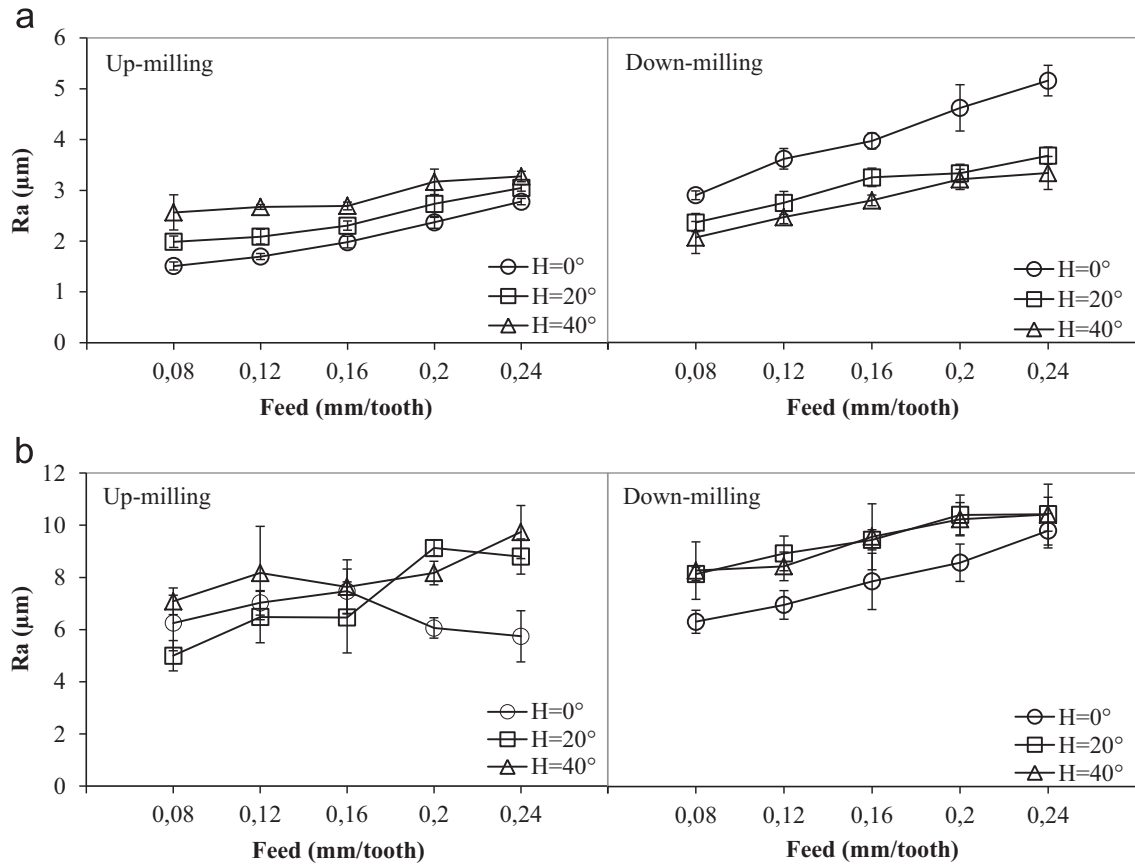 a
Ra (µm)
6
5
4
3
2
1
0
Up-milling
H=0°
H=20°
H=40°
0,08 0,12 0,16 0,2 0,24
Feed (mm/tooth)
Down-milling
H=0°
H=20°
H=40°
0,08 0,12 0,16 0,2 0,24
Feed (mm/tooth)
b
Ra (µm)
12
10
8
6
4
2
0
Up-milling
H=0°
H=20°
H=40°
0,08 0,12 0,16 0,2 0,24
Feed (mm/tooth)
Down-milling
H=0°
H=20°
H=40°
0,08 0,12 0,16 0,2 0,24
Feed (mm/tooth)